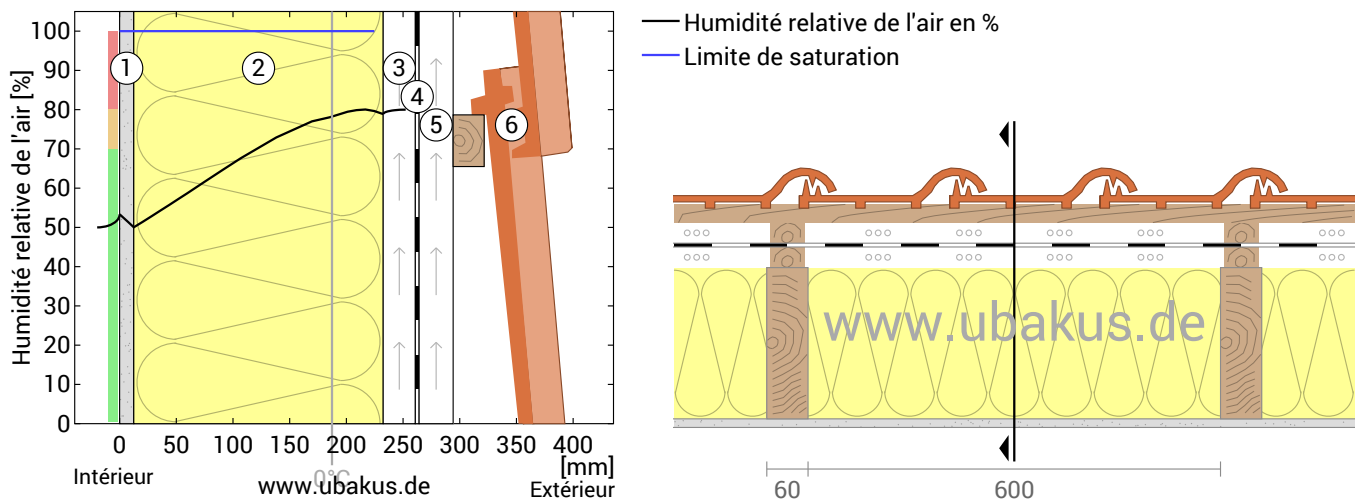 Humidité relative de l'air [%]
100
90
80
70
60
50
40
30
20
10
0
1
2
3
4
5
6
0 50 100 150 200 250 300 350 400
[mm]
Intérieur
0°C
www.ubakus.de
Extérieur
Humidité relative de l'air en %
Limite de saturation
www.ubakus.de
60
600